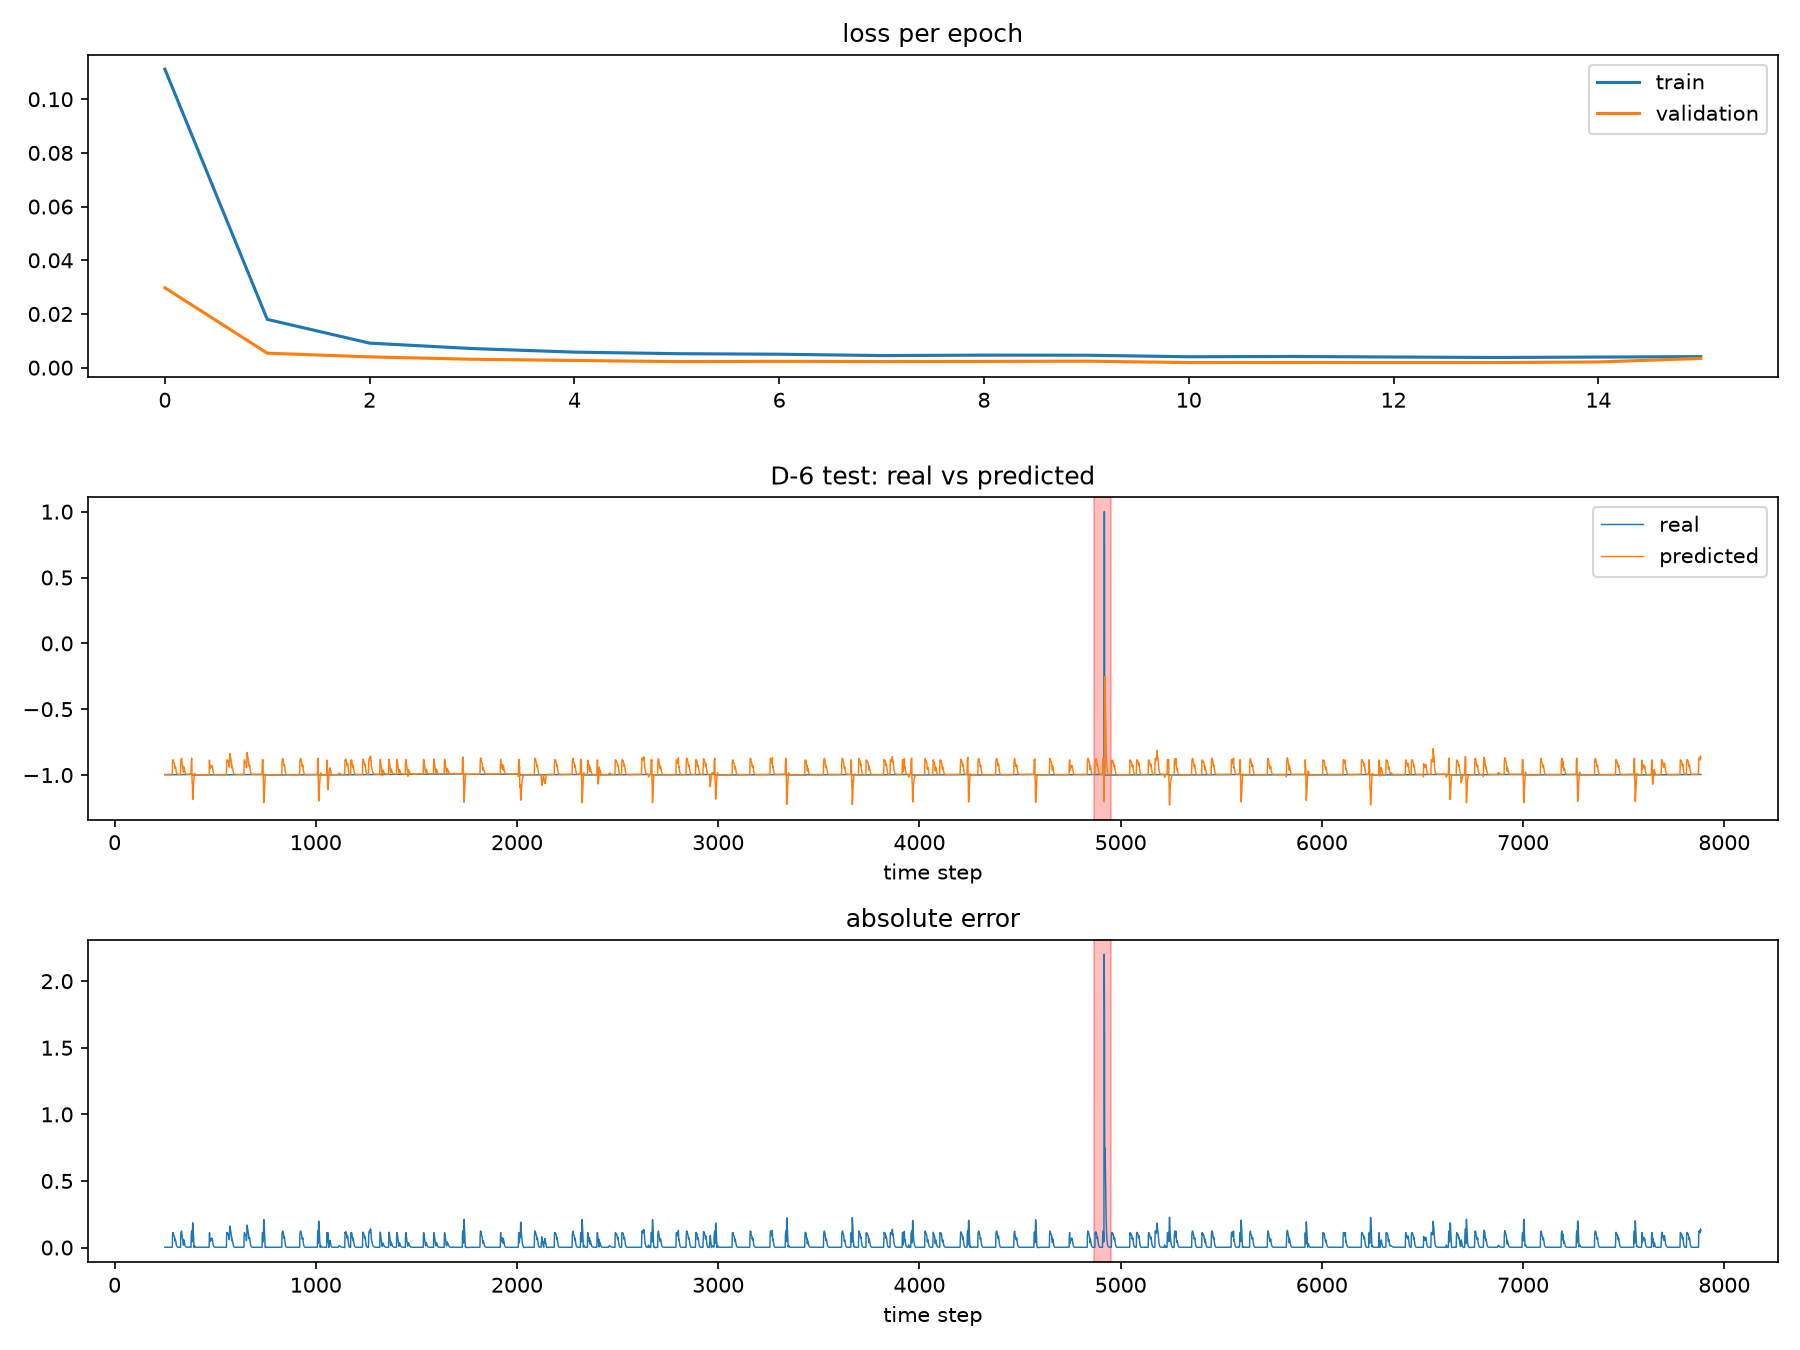 loss per epoch
train
validation
0.10
0.08
0.06
0.04
0.02
0.00
0 2 4 6 8 10 12 14
D-6 test: real vs predicted
real
predicted
1.0
0.5
0.0
−0.5
−1.0
0 1000 2000 3000 4000 5000 6000 7000 8000
time step
absolute error
2.0
1.5
1.0
0.5
0.0
0 1000 2000 3000 4000 5000 6000 7000 8000
time step